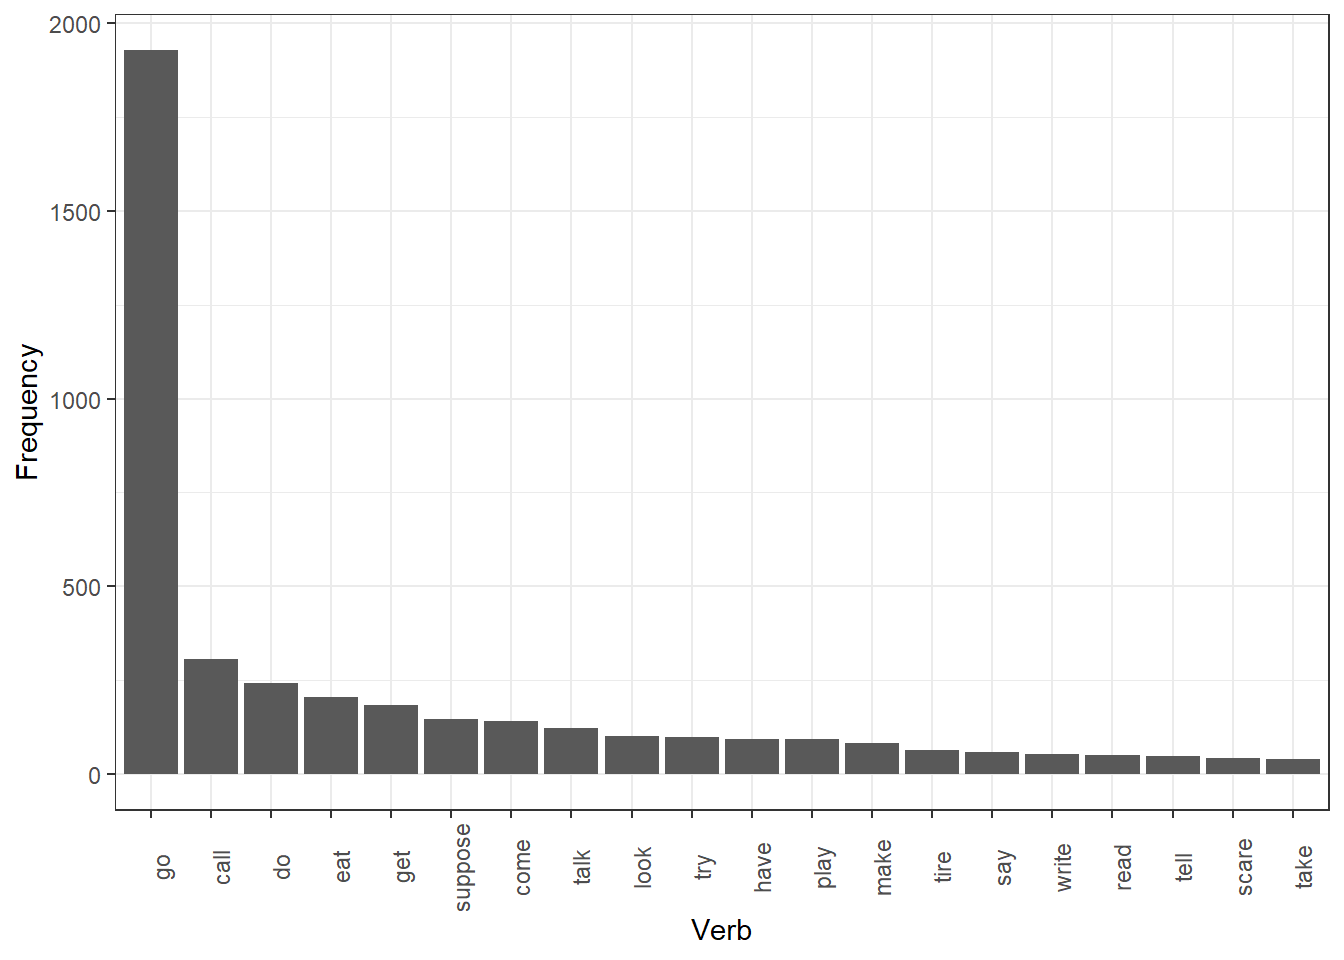 2000
1500
1000
500
0
Frequency
go
call
do
eat
get
suppose
come
talk
look
try
have
play
make
tire
say
write
read
tell
scare
take
Verb